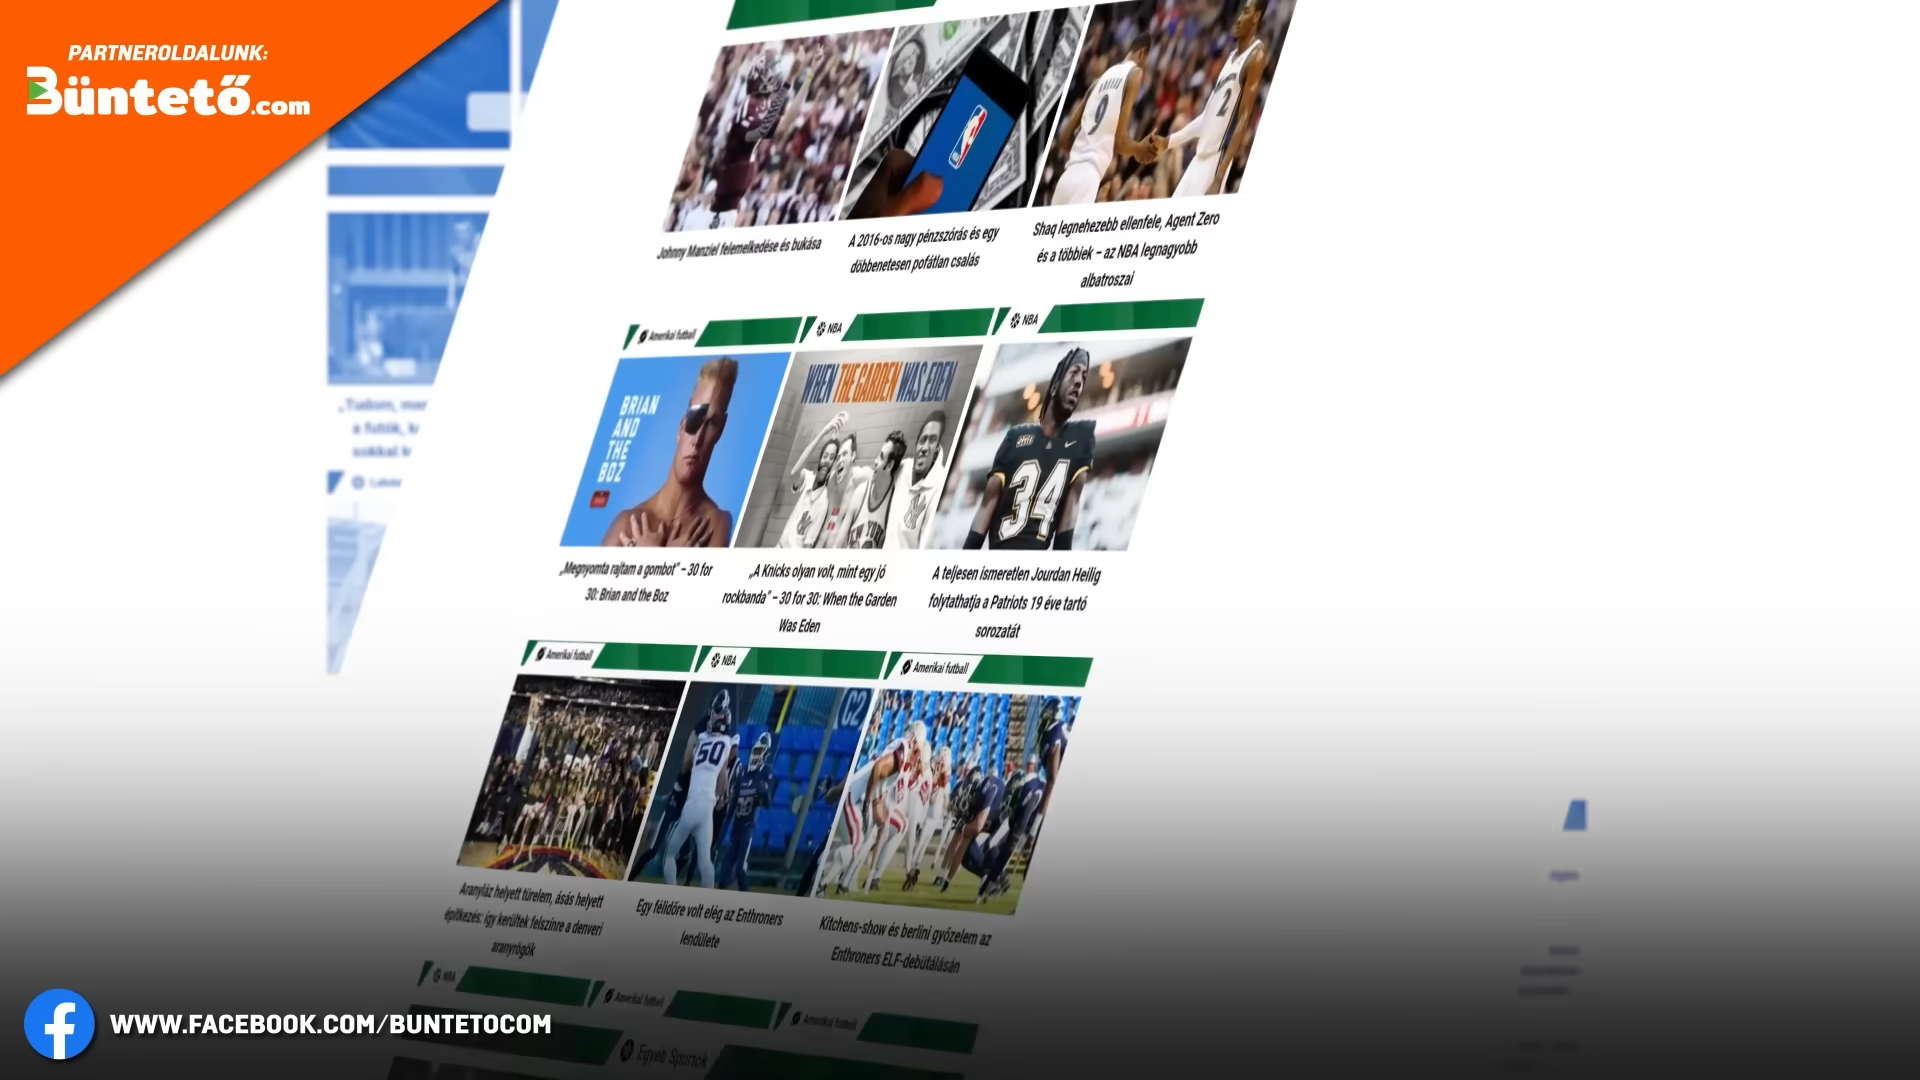 PARTNEROLDALUNK:
Büntető.com
9
2
Johnny Manziel felemelkedése és bukása
A 2016-os nagy pénzszórás és egy
döbbenetesen pofátlan csalás
Shaq legnehezebb ellenfele, Agent Zero
és a többiek – az NBA legnagyobb
albatroszai
Amerikai futball
NBA
NBA
BRIAN
AND
THE
BOZ
WHEN THE GARDEN WAS EDEN
NEW YORK
34
„Megnyomta rajtam a gombot” – 30 for
30: Brian and the Boz
„A Knicks olyan volt, mint egy jó
rockbanda” – 30 for 30: When the Garden
Was Eden
A teljesen ismeretlen Jourdan Heilig
folytathatja a Patriots 19 éve tartó
sorozatát
Amerikai futball
NBA
Amerikai futball
C2
50
Aranyláz helyett türelem, ásás helyett
építkezés: így kerültek felszínre a denveri
aranyrögök
Egy félidőre volt elég az Enthroners
lendülete
Kitchens-show és berlini győzelem az
Enthroners ELF-debütálásán
NBA
Amerikai futball
Amerikai futball
Egyéb Sportok
WWW.FACEBOOK.COM/BUNTETOCOM